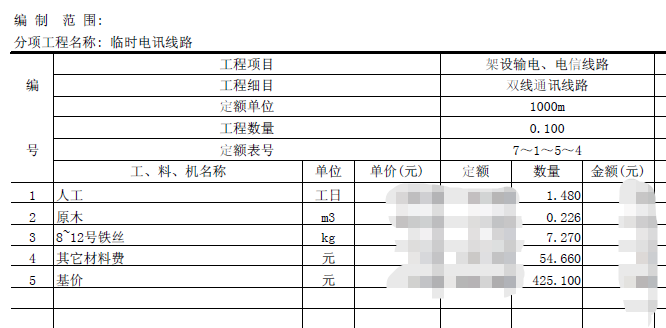 编 制 范 围:
分项工程名称: 临时电讯线路
编号 工程项目 架设输电、电信线路
工程细目 双线通讯线路
定额单位 1000m
工程数量 0.100
定额表号 7~1~5~4
工、料、机名称 单位 单价(元) 定额 数量 金额(元)
1 人工 工日 1.480
2 原木 m3 0.226
3 8~12号铁丝 kg 7.270
4 其它材料费 元 54.660
5 基价 元 425.100